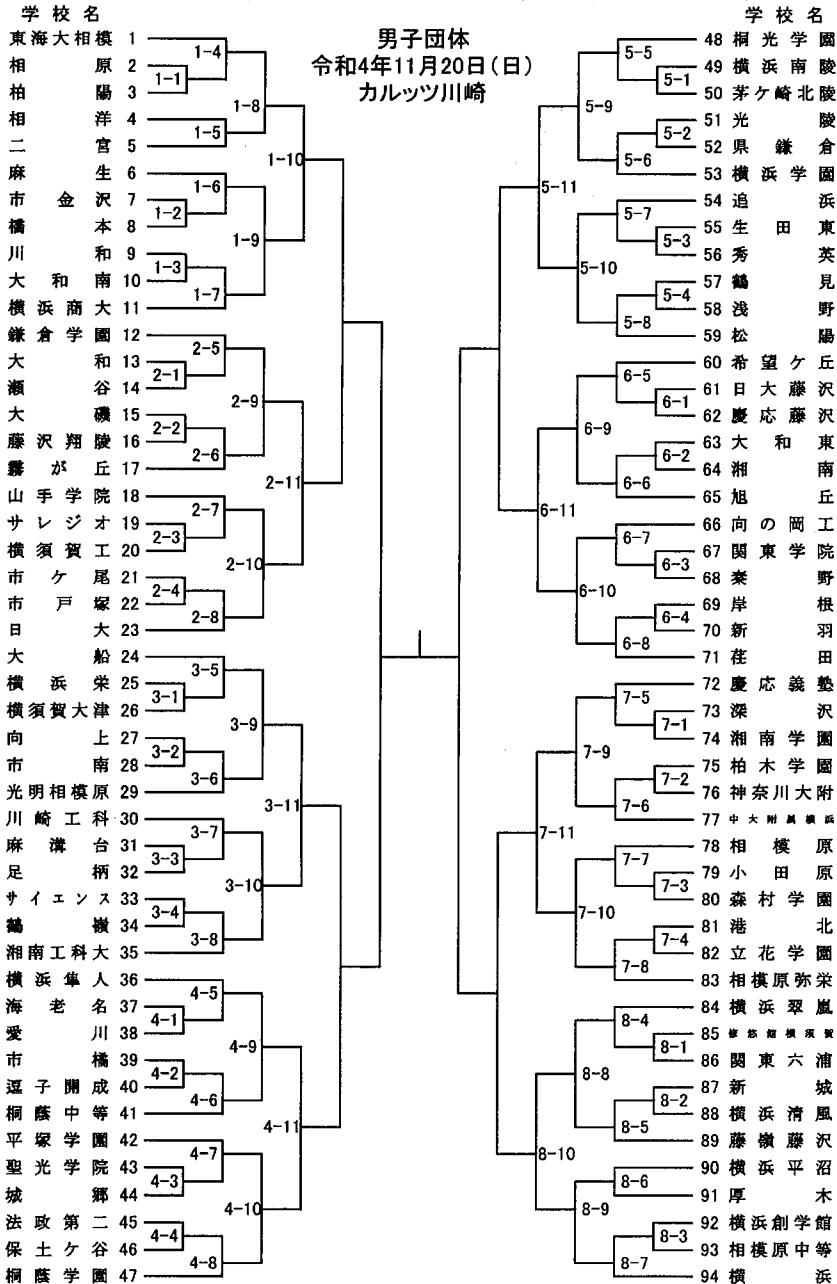 男子団体
令和4年11月20日(日)
カルッツ川崎
学校名
東海大相模 1
相原 2
柏陽 3
相洋 4
二宮 5
麻生 6
市金沢 7
橋本 8
川和 9
大和南 10
横浜商大 11
鎌倉学園 12
大和 13
瀬谷 14
大磯 15
藤沢翔陵 16
霧が丘 17
山手学院 18
サレジオ 19
横須賀工 20
市ケ尾 21
市戸塚 22
日大 23
大船 24
横浜栄 25
横須賀大津 26
向上 27
市南 28
光明相模原 29
川崎工科 30
麻溝台 31
足柄 32
サイエンス 33
鶴嶺 34
湘南工科大 35
横浜隼人 36
海老名 37
愛川 38
市橘 39
逗子開成 40
桐蔭中等 41
平塚学園 42
聖光学院 43
城郷 44
法政第二 45
保土ケ谷 46
桐蔭学園 47
1-4
1-1
1-8
1-5
1-10
1-6
1-2
1-9
1-3
1-7
2-5
2-1
2-9
2-2
2-6
2-11
2-7
2-3
2-10
2-4
2-8
3-5
3-1
3-9
3-2
3-6
3-11
3-7
3-3
3-10
3-4
3-8
4-5
4-1
4-9
4-2
4-6
4-11
4-7
4-3
4-10
4-4
4-8
学校名
48 桐光学園
49 横浜南陵
50 茅ケ崎北陵
51 光陵
52 県鎌倉
53 横浜学園
54 追浜
55 生田東
56 秀英
57 鶴見
58 浅野
59 松陽
60 希望ケ丘
61 日大藤沢
62 慶応藤沢
63 大和東
64 湘南
65 旭丘
66 向の岡工
67 関東学院
68 秦野
69 岸根
70 新羽
71 荏田
72 慶応義塾
73 深沢
74 湘南学園
75 柏木学園
76 神奈川大附
77 中大附属横浜
78 相模原
79 小田原
80 森村学園
81 港北
82 立花学園
83 相模原弥栄
84 横浜翠嵐
85 修悠館横須賀
86 関東六浦
87 新城
88 横浜清風
89 藤嶺藤沢
90 横浜平沼
91 厚木
92 横浜創学館
93 相模原中等
94 横浜
5-5
5-1
5-9
5-2
5-6
5-11
5-7
5-3
5-10
5-4
5-8
6-5
6-1
6-9
6-2
6-6
6-11
6-7
6-3
6-10
6-4
6-8
7-5
7-1
7-9
7-2
7-6
7-11
7-7
7-3
7-10
7-4
7-8
8-4
8-1
8-8
8-2
8-5
8-10
8-6
8-9
8-3
8-7